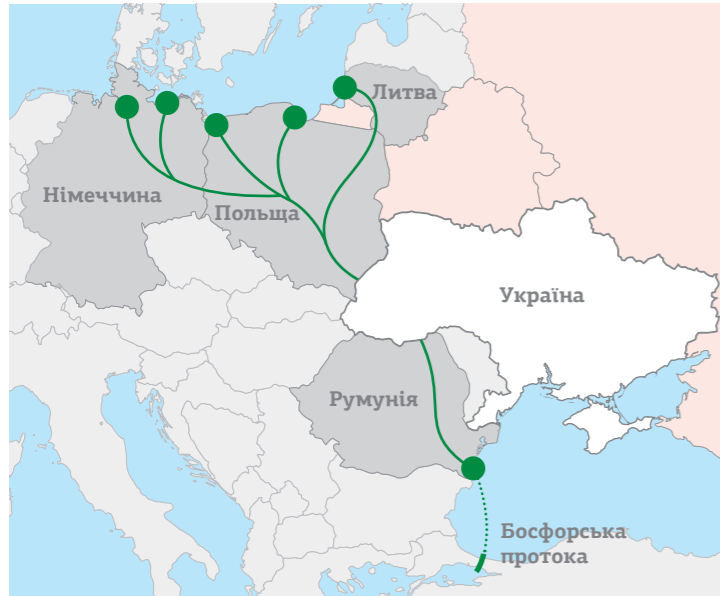 Литва
Німеччина
Польща
Україна
Румунія
Босфорська
протока